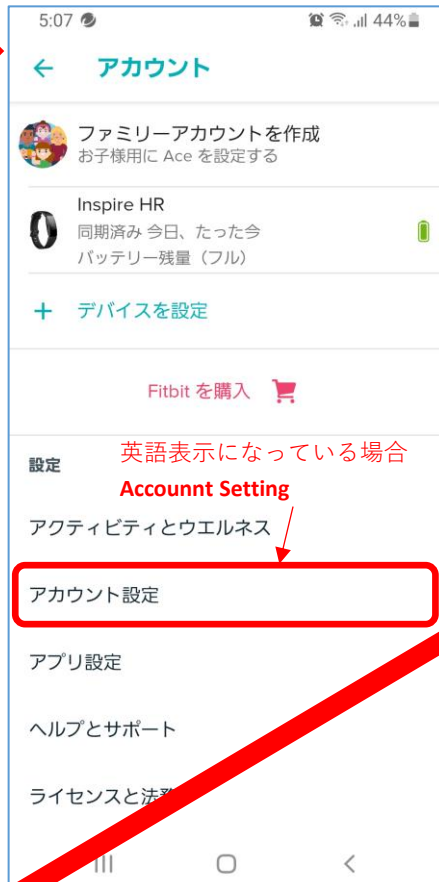 5:07
44%
アカウント
ファミリーアカウントを作成
お子様用に Ace を設定する
Inspire HR
同期済み 今日、たった今
バッテリー残量（フル）
+ デバイスを設定
Fitbit を購入
設定
英語表示になっている場合
Accounnt Setting
アクティビティとウエルネス
アカウント設定
アプリ設定
ヘルプとサポート
ライセンスと法